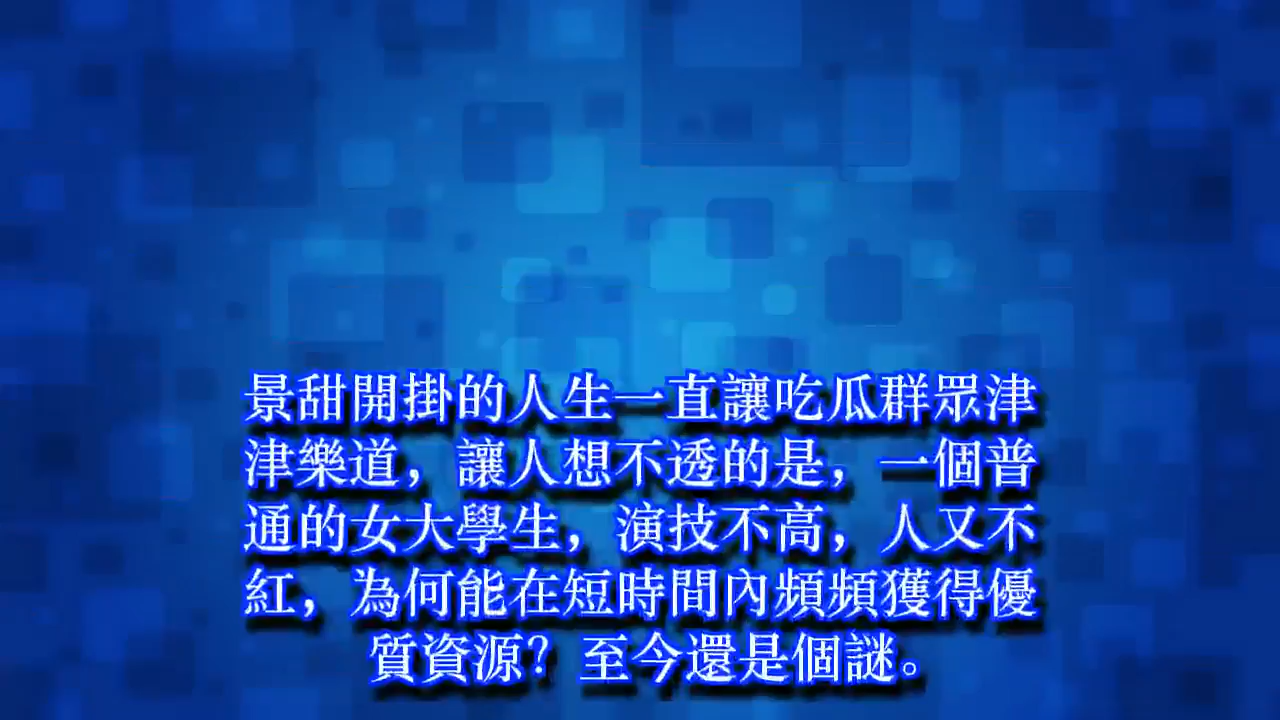 景甜開掛的人生一直讓吃瓜群眾津
津樂道，讓人想不透的是，一個普
通的女大學生，演技不高，人又不
紅，為何能在短時間內頻頻獲得優
質資源？至今還是個謎。